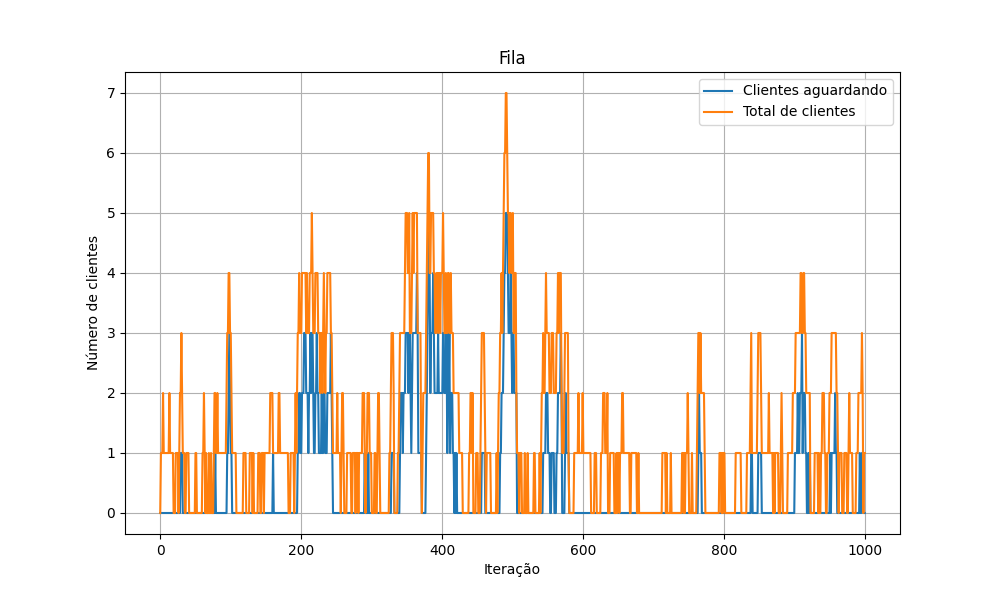 Fila
Clientes aguardando
Total de clientes
Número de clientes
7
6
5
4
3
2
1
0
0 200 400 600 800 1000
Iteração